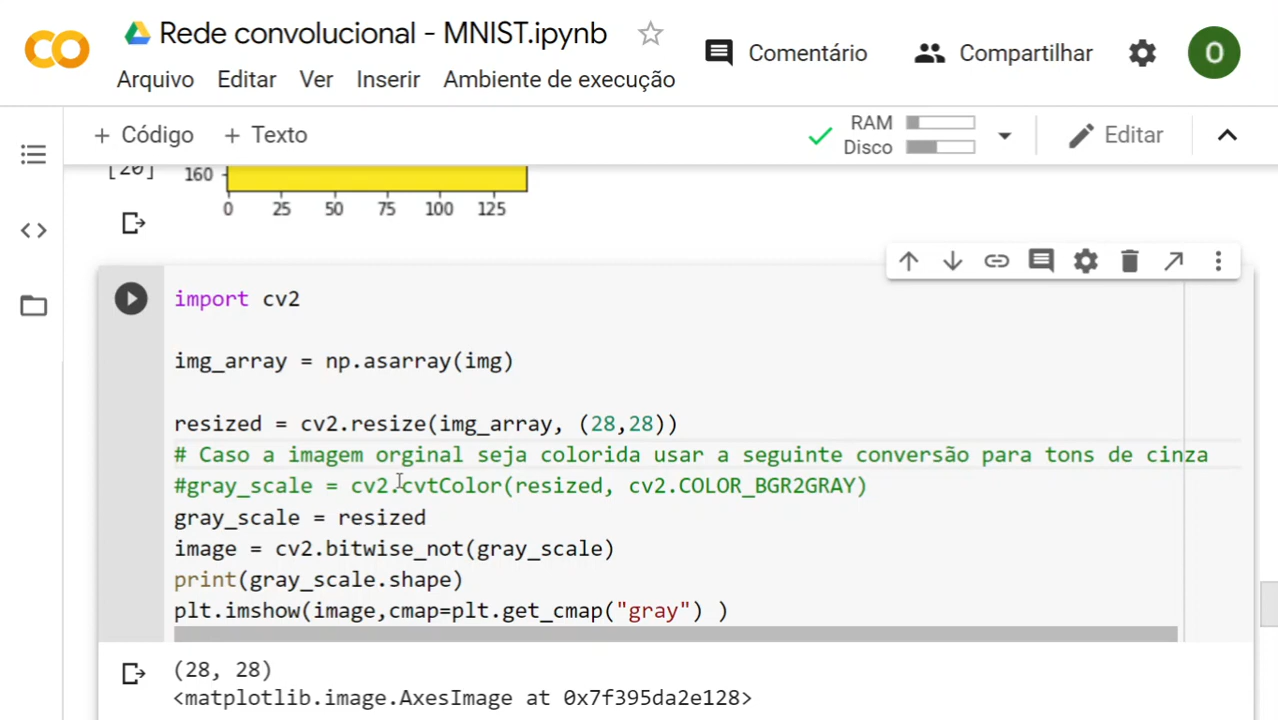 Rede convolucional - MNIST.ipynb
Comentário
Compartilhar
O
Arquivo Editar Ver Inserir Ambiente de execução
+ Código + Texto
RAM
Disco
Editar
[20]
160
0 25 50 75 100 125
import cv2
img_array = np.asarray(img)
resized = cv2.resize(img_array, (28,28))
# Caso a imagem orginal seja colorida usar a seguinte conversão para tons de cinza
#gray_scale = cv2.cvtColor(resized, cv2.COLOR_BGR2GRAY)
gray_scale = resized
image = cv2.bitwise_not(gray_scale)
print(gray_scale.shape)
plt.imshow(image,cmap=plt.get_cmap("gray") )
(28, 28)
<matplotlib.image.AxesImage at 0x7f395da2e128>